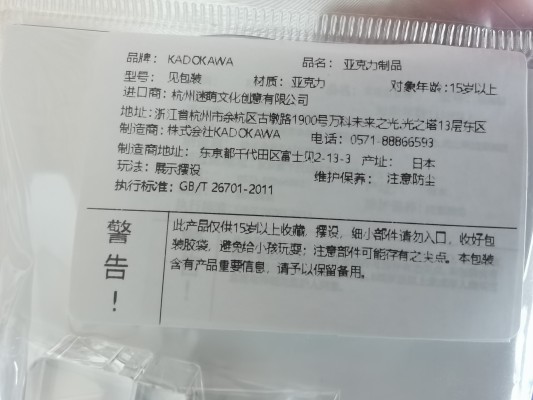 品牌： KADOKAWA 品名： 亚克力制品
型号： 见包装 材质： 亚克力 对象年龄：15岁以上
进口商：杭州迷萌文化创意有限公司
地址：浙江省杭州市余杭区古墩路1900号万科未来之光.光之塔13层东区
制造商：株式会社KADOKAWA 电话：0571-88866593
制造商地址： 东京都千代田区富士见2-13-3 产址： 日本
玩法：展示摆设 维护保养： 注意防尘
执行标准：GB/T 26701-2011
警告！
此产品仅供15岁以上收藏，摆设，细小部件请勿入口，收好包
装胶袋，避免给小孩玩耍；注意部件可能存有之尖点。本包装
含有产品重要信息，请予以保留备用。